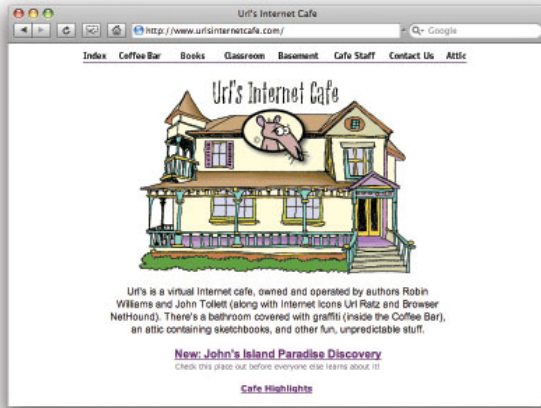 Url's Internet Cafe
http://www.urlsinternetcafe.com/
Google
Index Coffee Bar Books Classroom Basement Cafe Staff Contact Us Attic
Url's Internet Cafe
Url's is a virtual Internet cafe, owned and operated by authors Robin
Williams and John Tollett (along with Internet Icons Url Ratz and Browser
NetHound). There's a bathroom covered with graffiti (inside the Coffee Bar),
an attic containing sketchbooks, and other fun, unpredictable stuff.
New: John's Island Paradise Discovery
Check this place out before everyone else learns about it!
Cafe Highlights